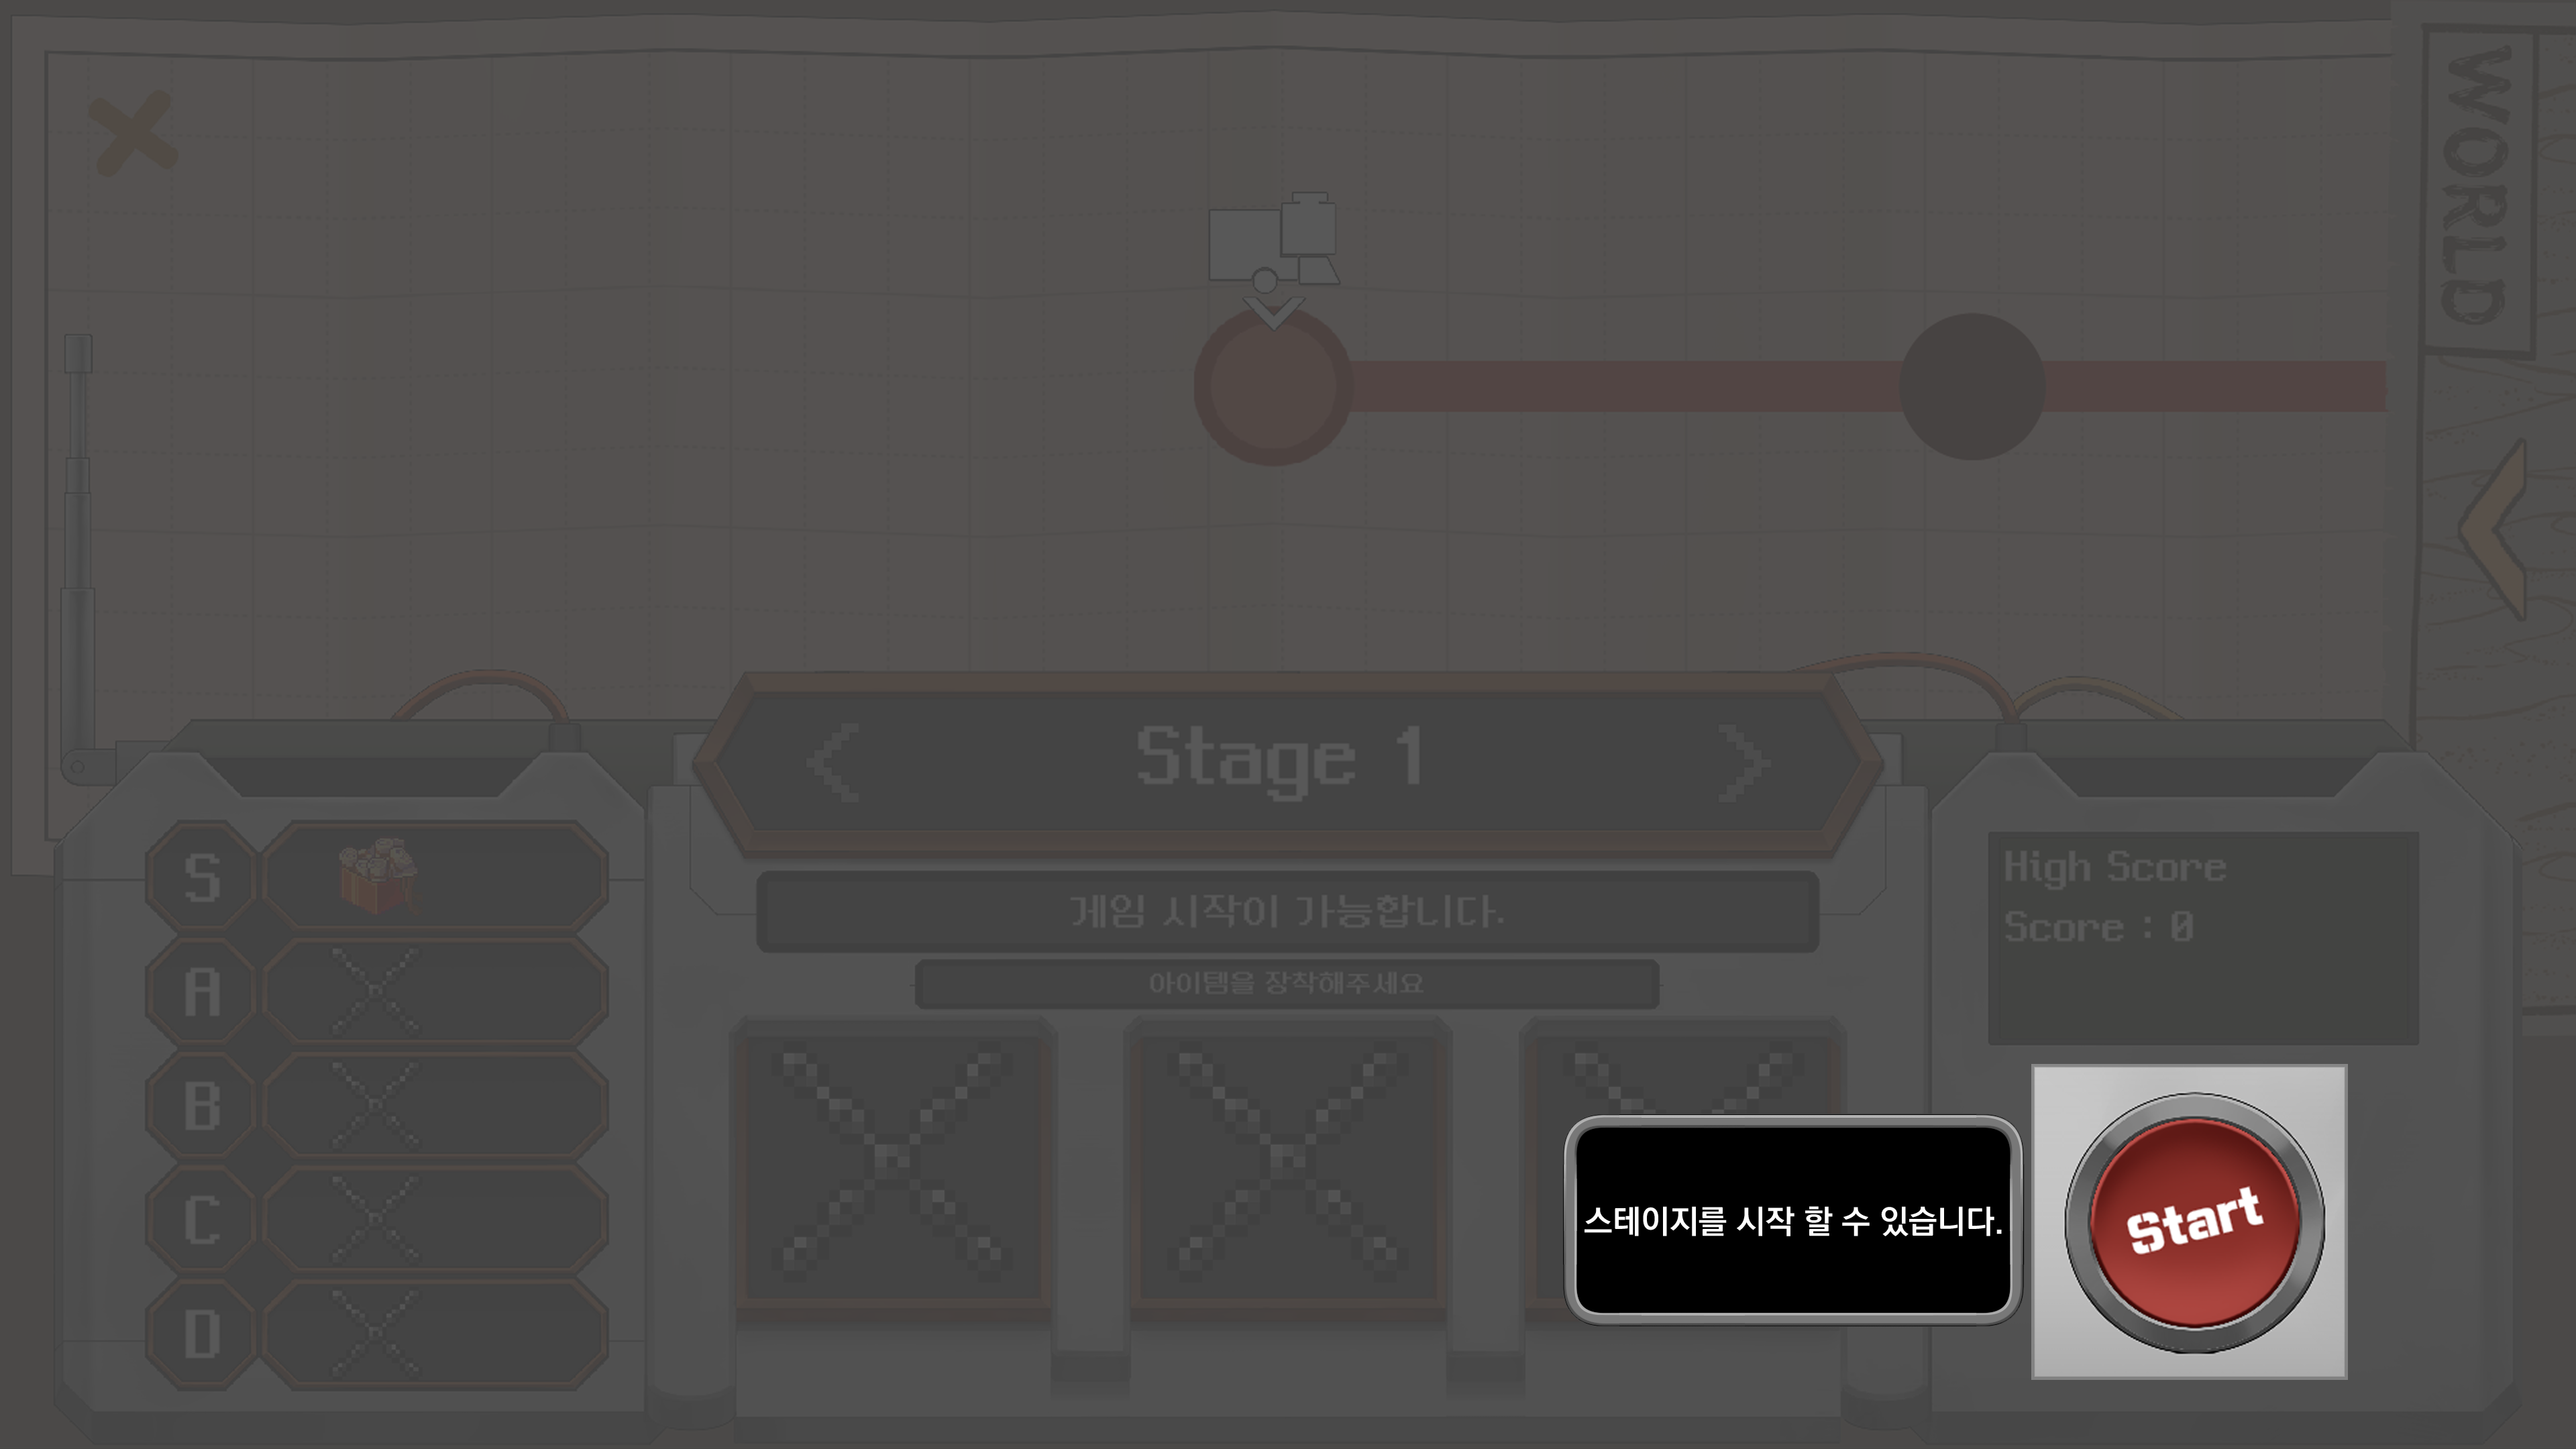 WORLD
Stage 1
게임 시작이 가능합니다.
아이템을 장착해주세요
S
A
B
C
D
High Score
Score : 0
스테이지를 시작 할 수 있습니다.
Start